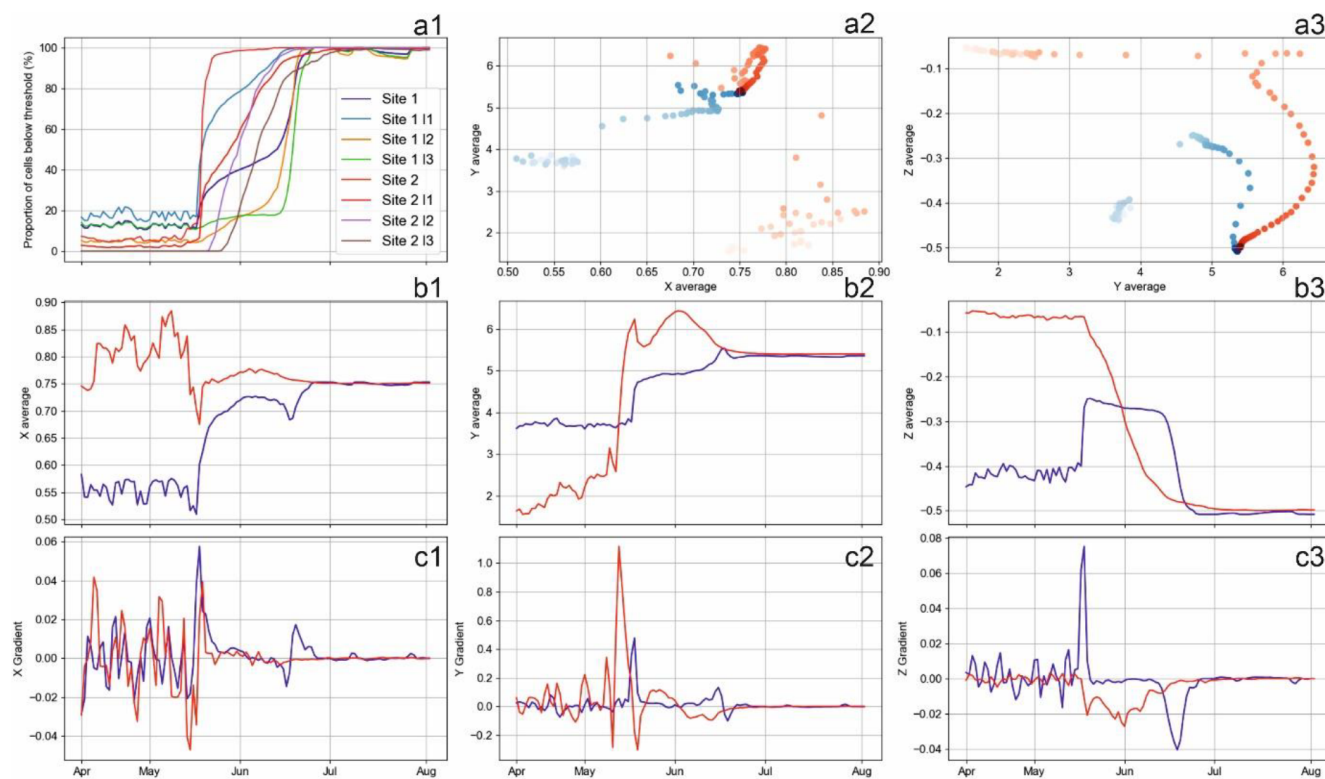 a1
a2
a3
Proportion of cells below threshold (%)
100
80
60
40
20
0
Site 1
Site 1 l1
Site 1 l2
Site 1 l3
Site 2
Site 2 l1
Site 2 l2
Site 2 l3
Y average
6
5
4
3
2
0.50 0.55 0.60 0.65 0.70 0.75 0.80 0.85 0.90
X average
Z average
−0.1
−0.2
−0.3
−0.4
−0.5
2 3 4 5 6
Y average
b1
b2
b3
X average
0.90
0.85
0.80
0.75
0.70
0.65
0.60
0.55
0.50
Y average
6
5
4
3
2
Z average
−0.1
−0.2
−0.3
−0.4
−0.5
c1
c2
c3
X Gradient
0.06
0.04
0.02
0.00
−0.02
−0.04
Apr May Jun Jul Aug
Y Gradient
1.0
0.8
0.6
0.4
0.2
0.0
−0.2
Apr May Jun Jul Aug
Z Gradient
0.08
0.06
0.04
0.02
0.00
−0.02
−0.04
Apr May Jun Jul Aug